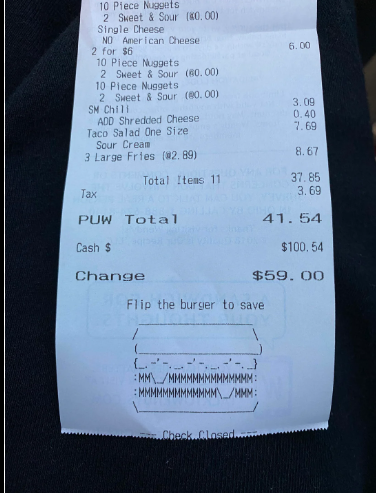 10 Piece Nuggets
2 Sweet & Sour (@0.00)
Single Cheese
NO American Cheese
2 for $6 6.00
10 Piece Nuggets
2 Sweet & Sour (@0.00)
10 Piece Nuggets
2 Sweet & Sour (@0.00)
SM Chili 3.09
ADD Shredded Cheese 0.40
Taco Salad One Size 7.69
Sour Cream
3 Large Fries (@2.89) 8.67
Total Items 11 37.85
Tax 3.69
PUW Total 41.54
Cash $ $100.54
Change $59.00
Flip the burger to save
--- Check Closed ---